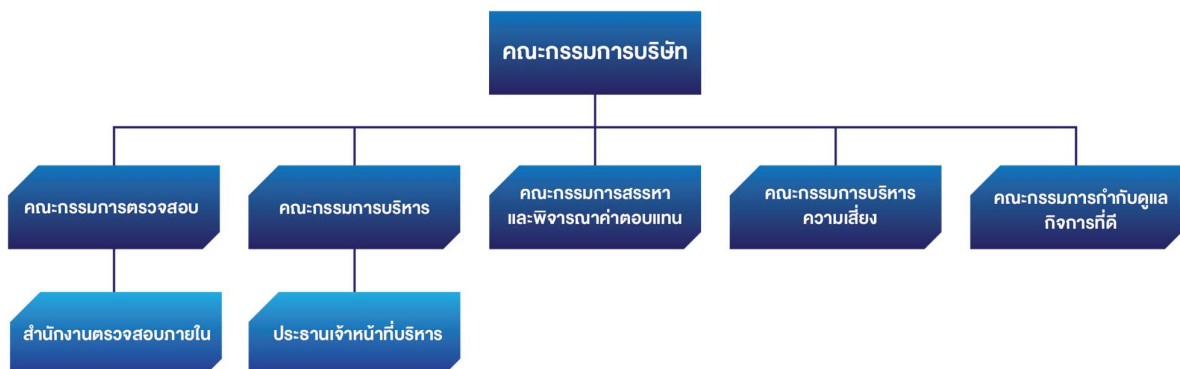 คณะกรรมการบริษัท
คณะกรรมการตรวจสอบ
คณะกรรมการบริหาร
คณะกรรมการสรรหา
และพิจารณาค่าตอบแทน
คณะกรรมการบริหาร
ความเสี่ยง
คณะกรรมการกำกับดูแล
กิจการที่ดี
สำนักงานตรวจสอบภายใน
ประธานเจ้าหน้าที่บริหาร